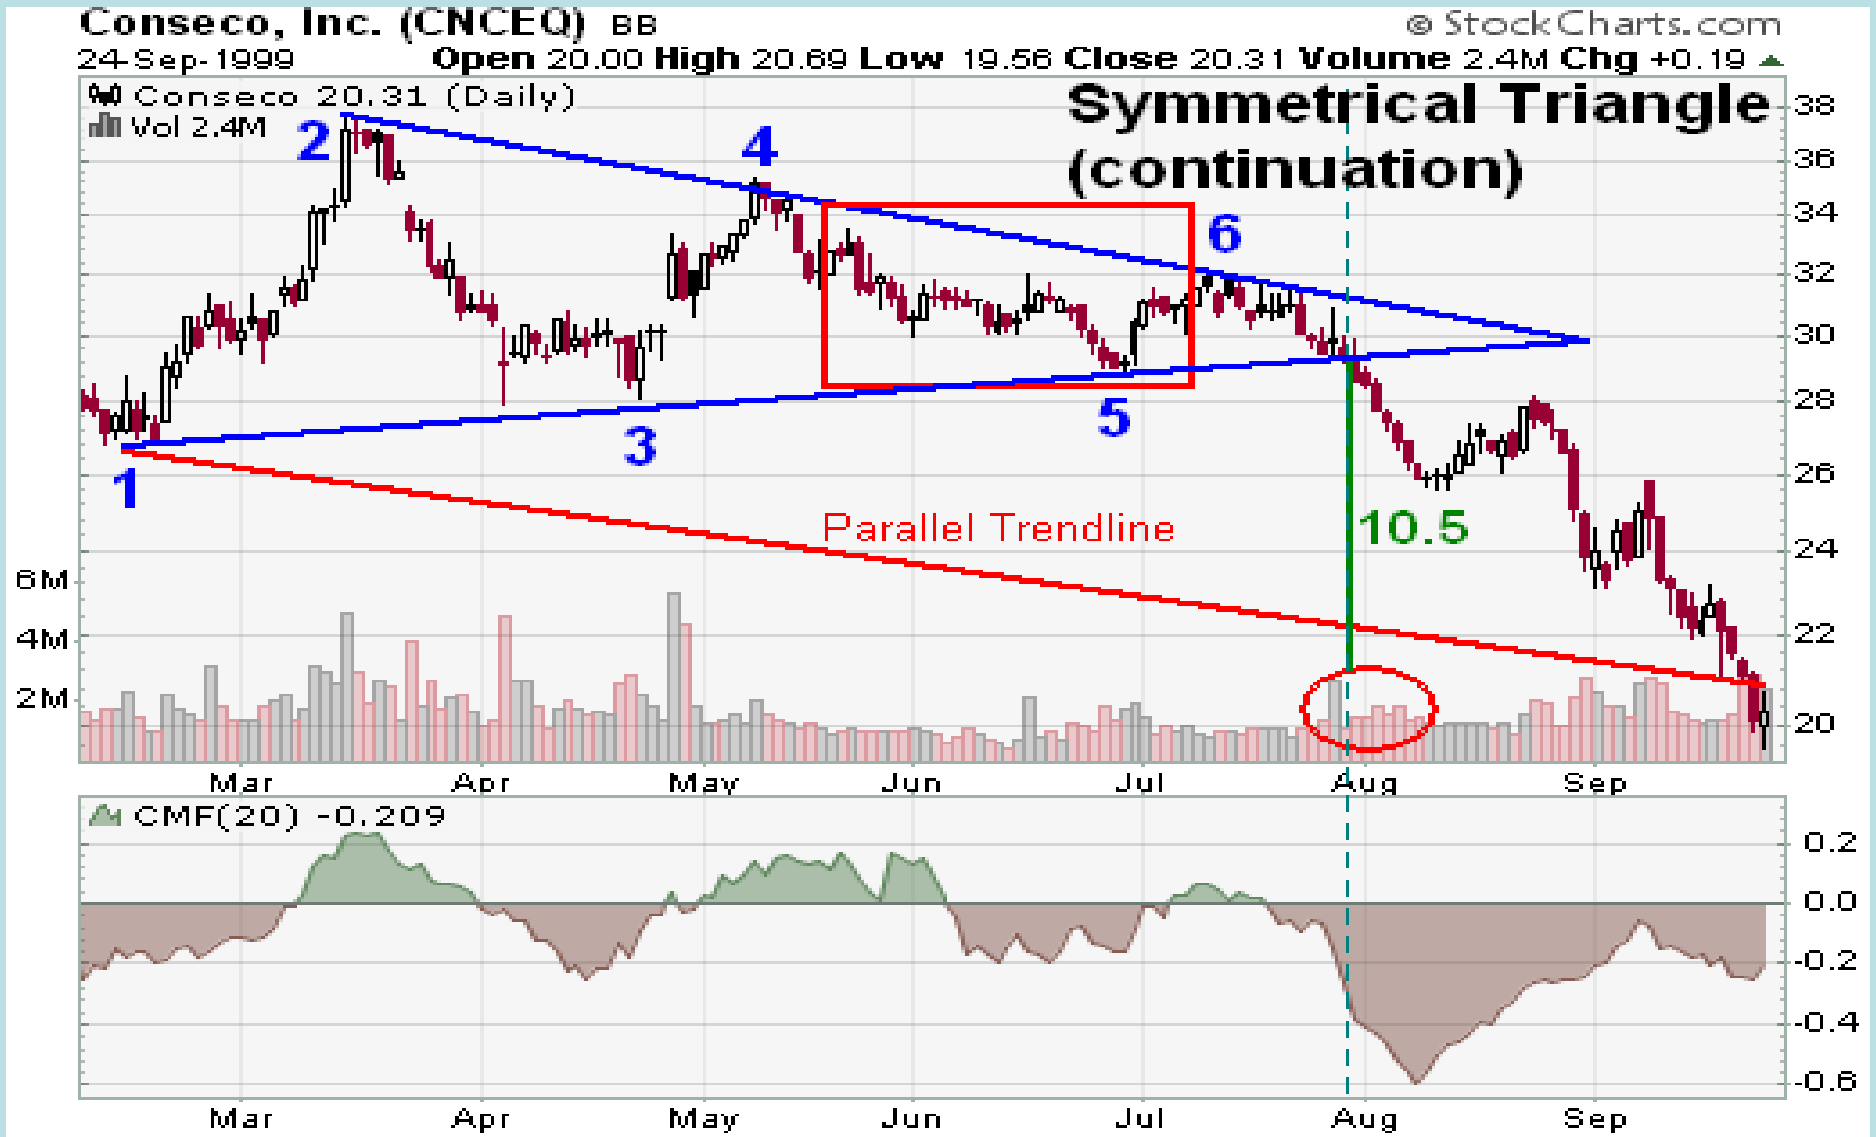 Conseco, Inc. (CNCEQ) BB © StockCharts.com
24-Sep-1999 Open 20.00 High 20.69 Low 19.56 Close 20.31 Volume 2.4M Chg +0.19
Conseco 20.31 (Daily)
Vol 2.4M
Symmetrical Triangle
(continuation)
38
36
34
32
30
28
26
24
22
20
6M
4M
2M
2
4
6
1
3
5
Parallel Trendline
10.5
Mar Apr May Jun Jul Aug Sep
CMF(20) -0.209
0.2
0.0
-0.2
-0.4
-0.6
Mar Apr May Jun Jul Aug Sep